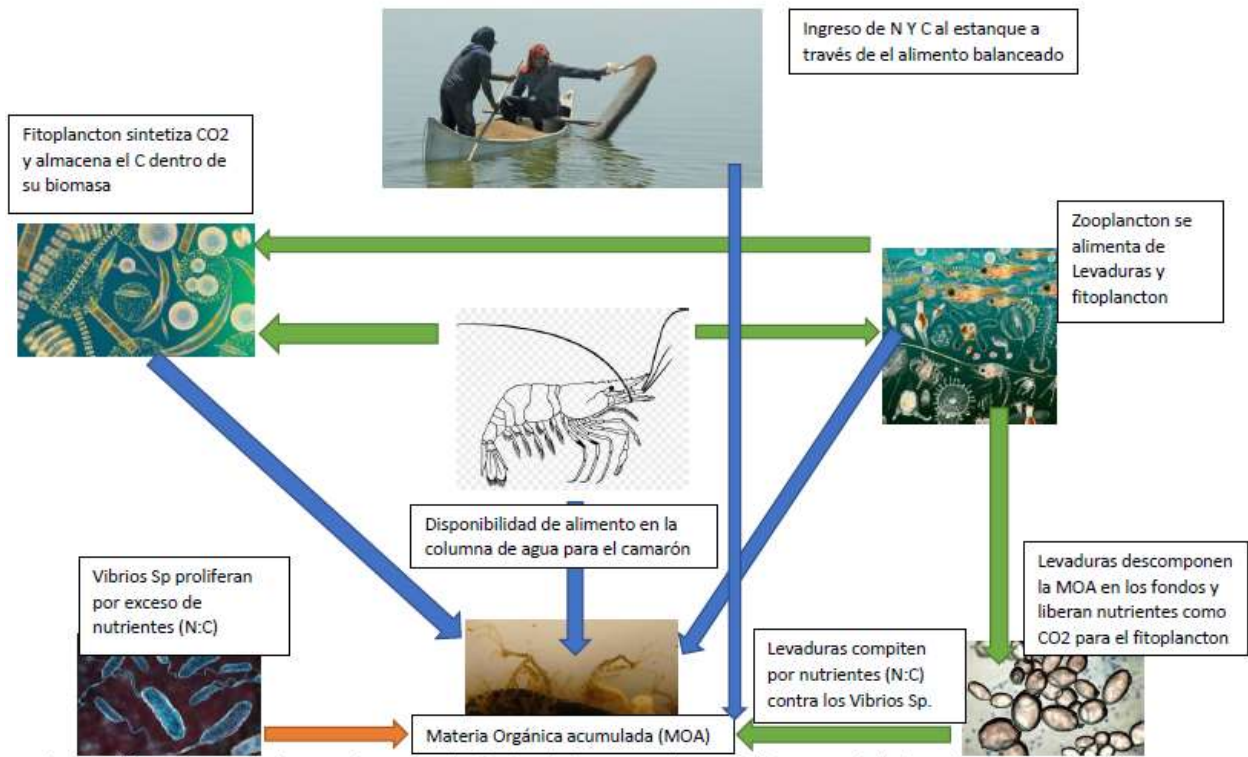 Ingreso de N Y C al estanque a
través de el alimento balanceado
Fitoplancton sintetiza CO2
y almacena el C dentro de
su biomasa
Zooplancton se
alimenta de
Levaduras y
fitoplancton
Disponibilidad de alimento en la
columna de agua para el camarón
Vibrios Sp proliferan
por exceso de
nutrientes (N:C)
Levaduras descomponen
la MOA en los fondos y
liberan nutrientes como
CO2 para el fitoplancton
Levaduras compiten
por nutrientes (N:C)
contra los Vibrios Sp.
Materia Orgánica acumulada (MOA)